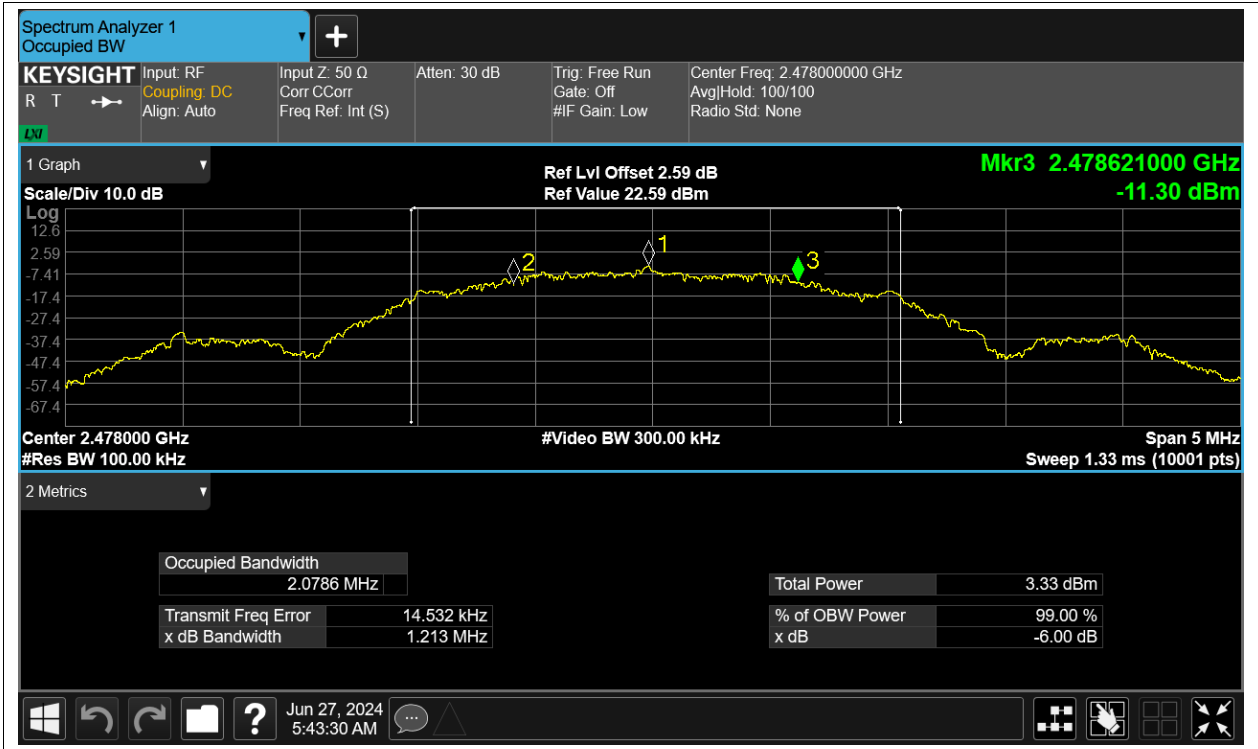 Spectrum Analyzer 1
Occupied BW
KEYSIGHT
R T
LXI
Input: RF
Coupling: DC
Align: Auto
Input Z: 50 Ω
Corr CCorr
Freq Ref: Int (S)
Atten: 30 dB
Trig: Free Run
Gate: Off
#IF Gain: Low
Center Freq: 2.478000000 GHz
Avg|Hold: 100/100
Radio Std: None
1 Graph
Scale/Div 10.0 dB
Ref Lvl Offset 2.59 dB
Ref Value 22.59 dBm
Mkr3 2.478621000 GHz
-11.30 dBm
Log
12.6
2.59
-7.41
-17.4
-27.4
-37.4
-47.4
-57.4
-67.4
2
1
3
Center 2.478000 GHz
#Res BW 100.00 kHz
#Video BW 300.00 kHz
Span 5 MHz
Sweep 1.33 ms (10001 pts)
2 Metrics
Occupied Bandwidth
2.0786 MHz
Transmit Freq Error 14.532 kHz
x dB Bandwidth 1.213 MHz
Total Power 3.33 dBm
% of OBW Power 99.00 %
x dB -6.00 dB
?
Jun 27, 2024
5:43:30 AM